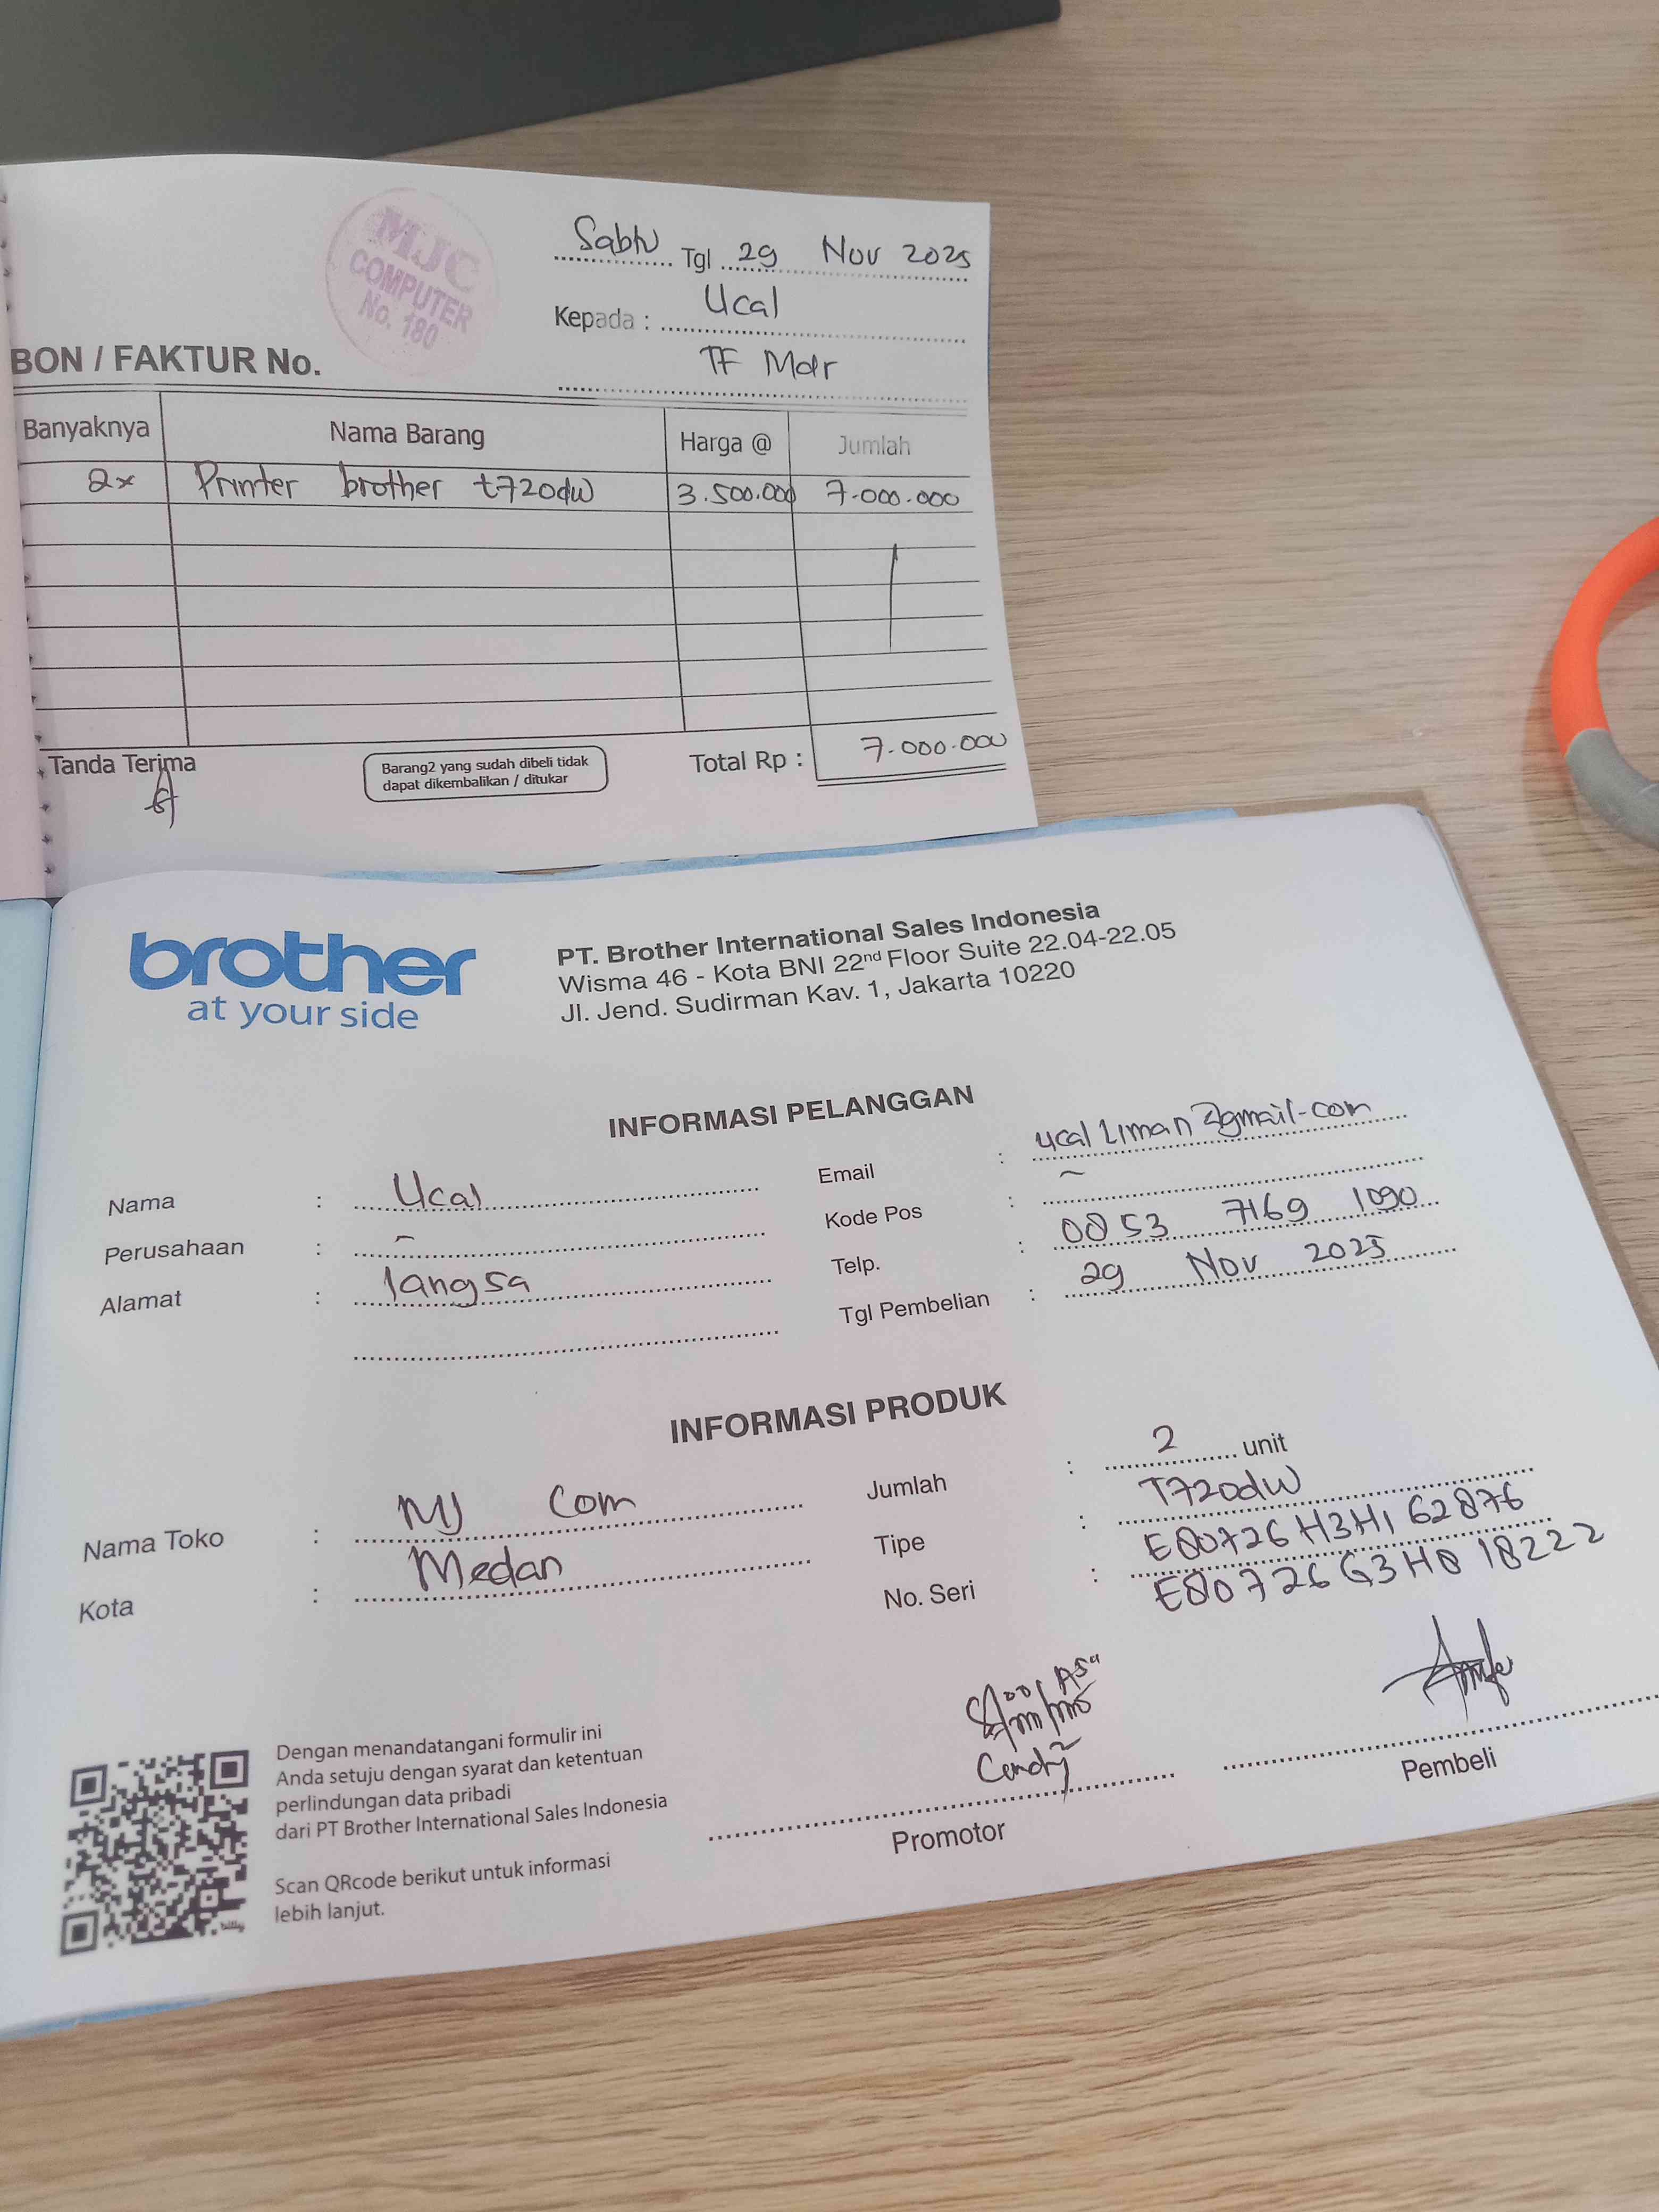 MJC
COMPUTER
No. 180
Sabtu Tgl 29 Nov 2025
Kepada : Ucal
TF Mdr
BON / FAKTUR No.
Banyaknya Nama Barang Harga @ Jumlah
2x Printer brother t720dw 3.500.000 7.000.000
Tanda Terima
Barang2 yang sudah dibeli tidak
dapat dikembalikan / ditukar
Total Rp : 7.000.000
brother
at your side
PT. Brother International Sales Indonesia
Wisma 46 - Kota BNI 22nd Floor Suite 22.04-22.05
Jl. Jend. Sudirman Kav. 1, Jakarta 10220
INFORMASI PELANGGAN
Nama : Ucal
Perusahaan : -
Alamat : langsa
Email : ucal Liman @gmail-com
Kode Pos : -
Telp. : 0853 7169 1090
Tgl Pembelian : 29 Nov 2025
INFORMASI PRODUK
Nama Toko : MJ Com
Kota : Medan
Jumlah : 2 unit
Tipe : T720dW
No. Seri : E80726H3H162876
E80726G3H818222
Dengan menandatangani formulir ini
Anda setuju dengan syarat dan ketentuan
perlindungan data pribadi
dari PT Brother International Sales Indonesia
Scan QRcode berikut untuk informasi
lebih lanjut.
Promotor
Pembeli